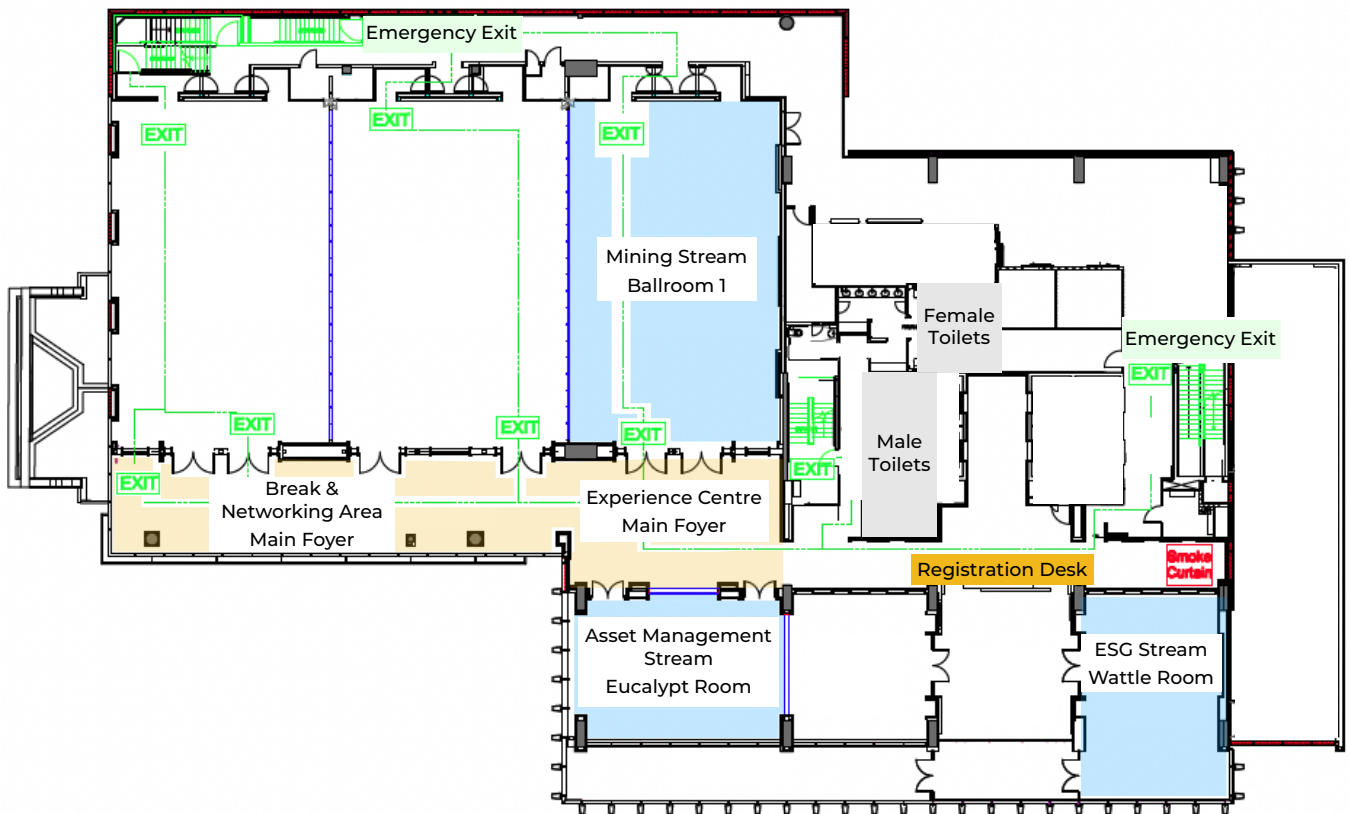 Emergency Exit
EXIT
EXIT
EXIT
Mining Stream
Ballroom 1
Female
Toilets
Emergency Exit
EXIT
EXIT
EXIT
EXIT
Male
Toilets
EXIT
EXIT
Break &
Networking Area
Main Foyer
Experience Centre
Main Foyer
Registration Desk
Smoke
Curtain
Asset Management
Stream
Eucalypt Room
ESG Stream
Wattle Room